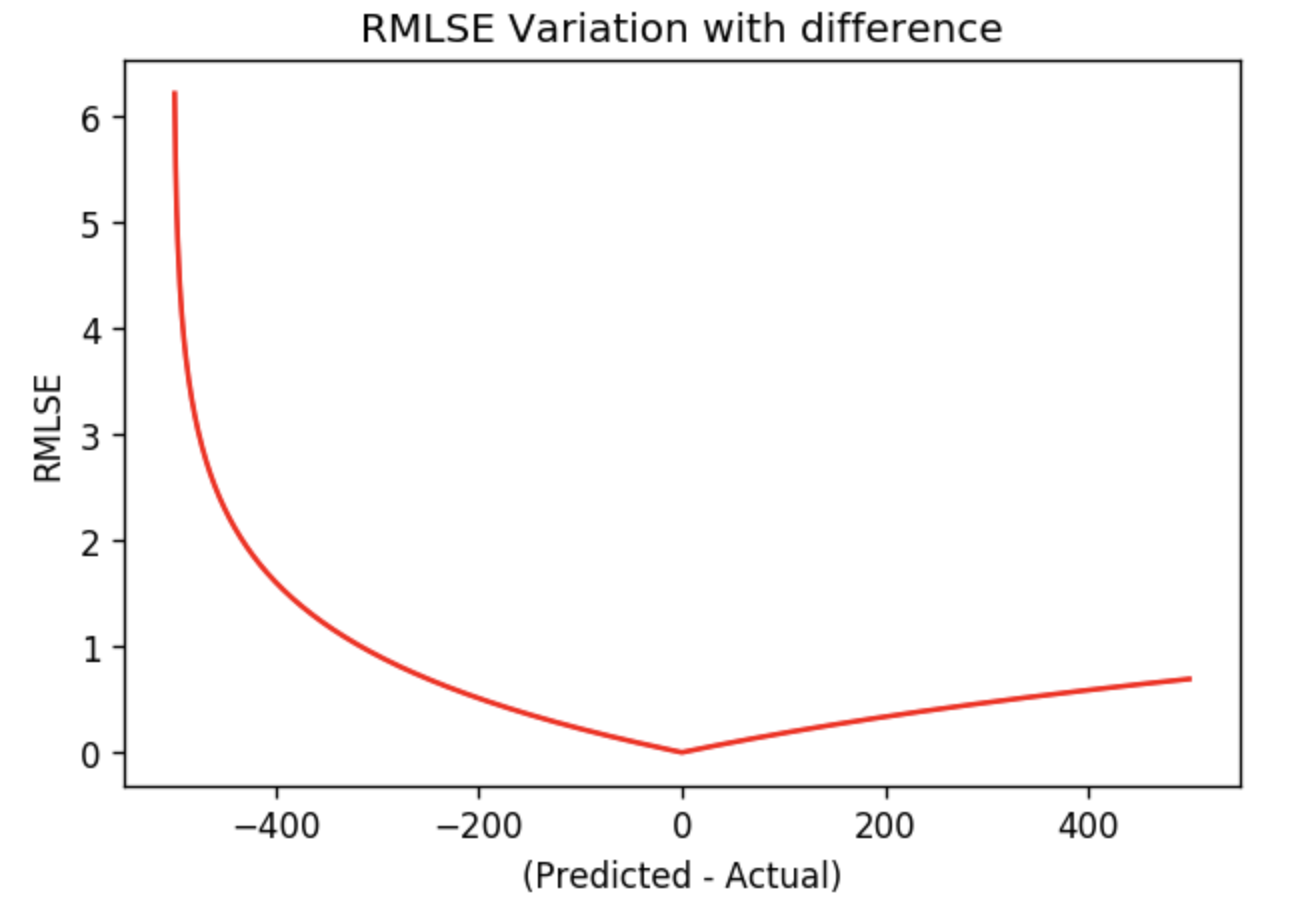 RMLSE Variation with difference
6
5
4
3
2
1
0
RMLSE
−400 −200 0 200 400
(Predicted - Actual)